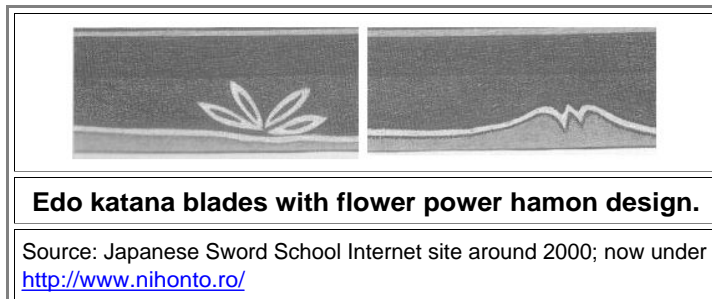 Edo katana blades with flower power hamon design.
Source: Japanese Sword School Internet site around 2000; now under
http://www.nihonto.ro/